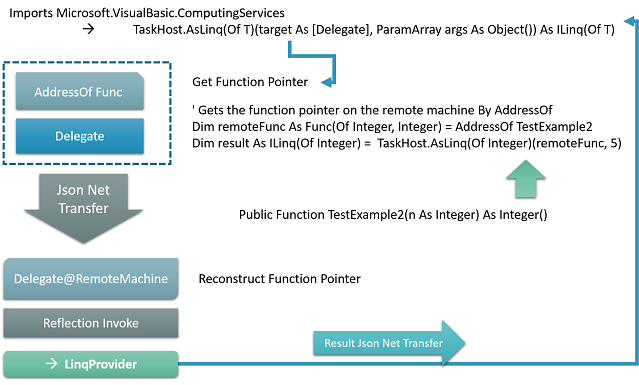 Imports Microsoft.VisualBasic.ComputingServices
→ TaskHost.AsLinq(Of T)(target As [Delegate], ParamArray args As Object()) As ILinq(Of T)
AddressOf Func
Delegate
Get Function Pointer
' Gets the function pointer on the remote machine By AddressOf
Dim remoteFunc As Func(Of Integer, Integer) = AddressOf TestExample2
Dim result As ILinq(Of Integer) = TaskHost.AsLinq(Of Integer)(remoteFunc, 5)
Json Net
Transfer
Public Function TestExample2(n As Integer) As Integer()
Delegate@RemoteMachine
Reconstruct Function Pointer
Reflection Invoke
Result Json Net Transfer
→ LinqProvider